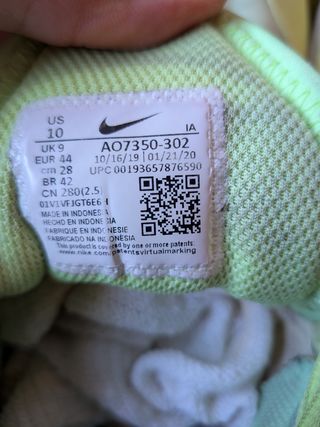 US
10
IA
UK 9
AO7350-302
EUR 44
10/16/19 | 01/21/20
cm 28
UPC 00193657876590
BR 42
CN 280(2.5)
01V1VFJGT6E6H
MADE IN INDONESIA
HECHO EN INDONESIA
FABRIQUE EN INDONESIE
FABRICADO NA INDONESIA
This product is covered by one or more patents
www.nike.com/patentsvirtualmarking